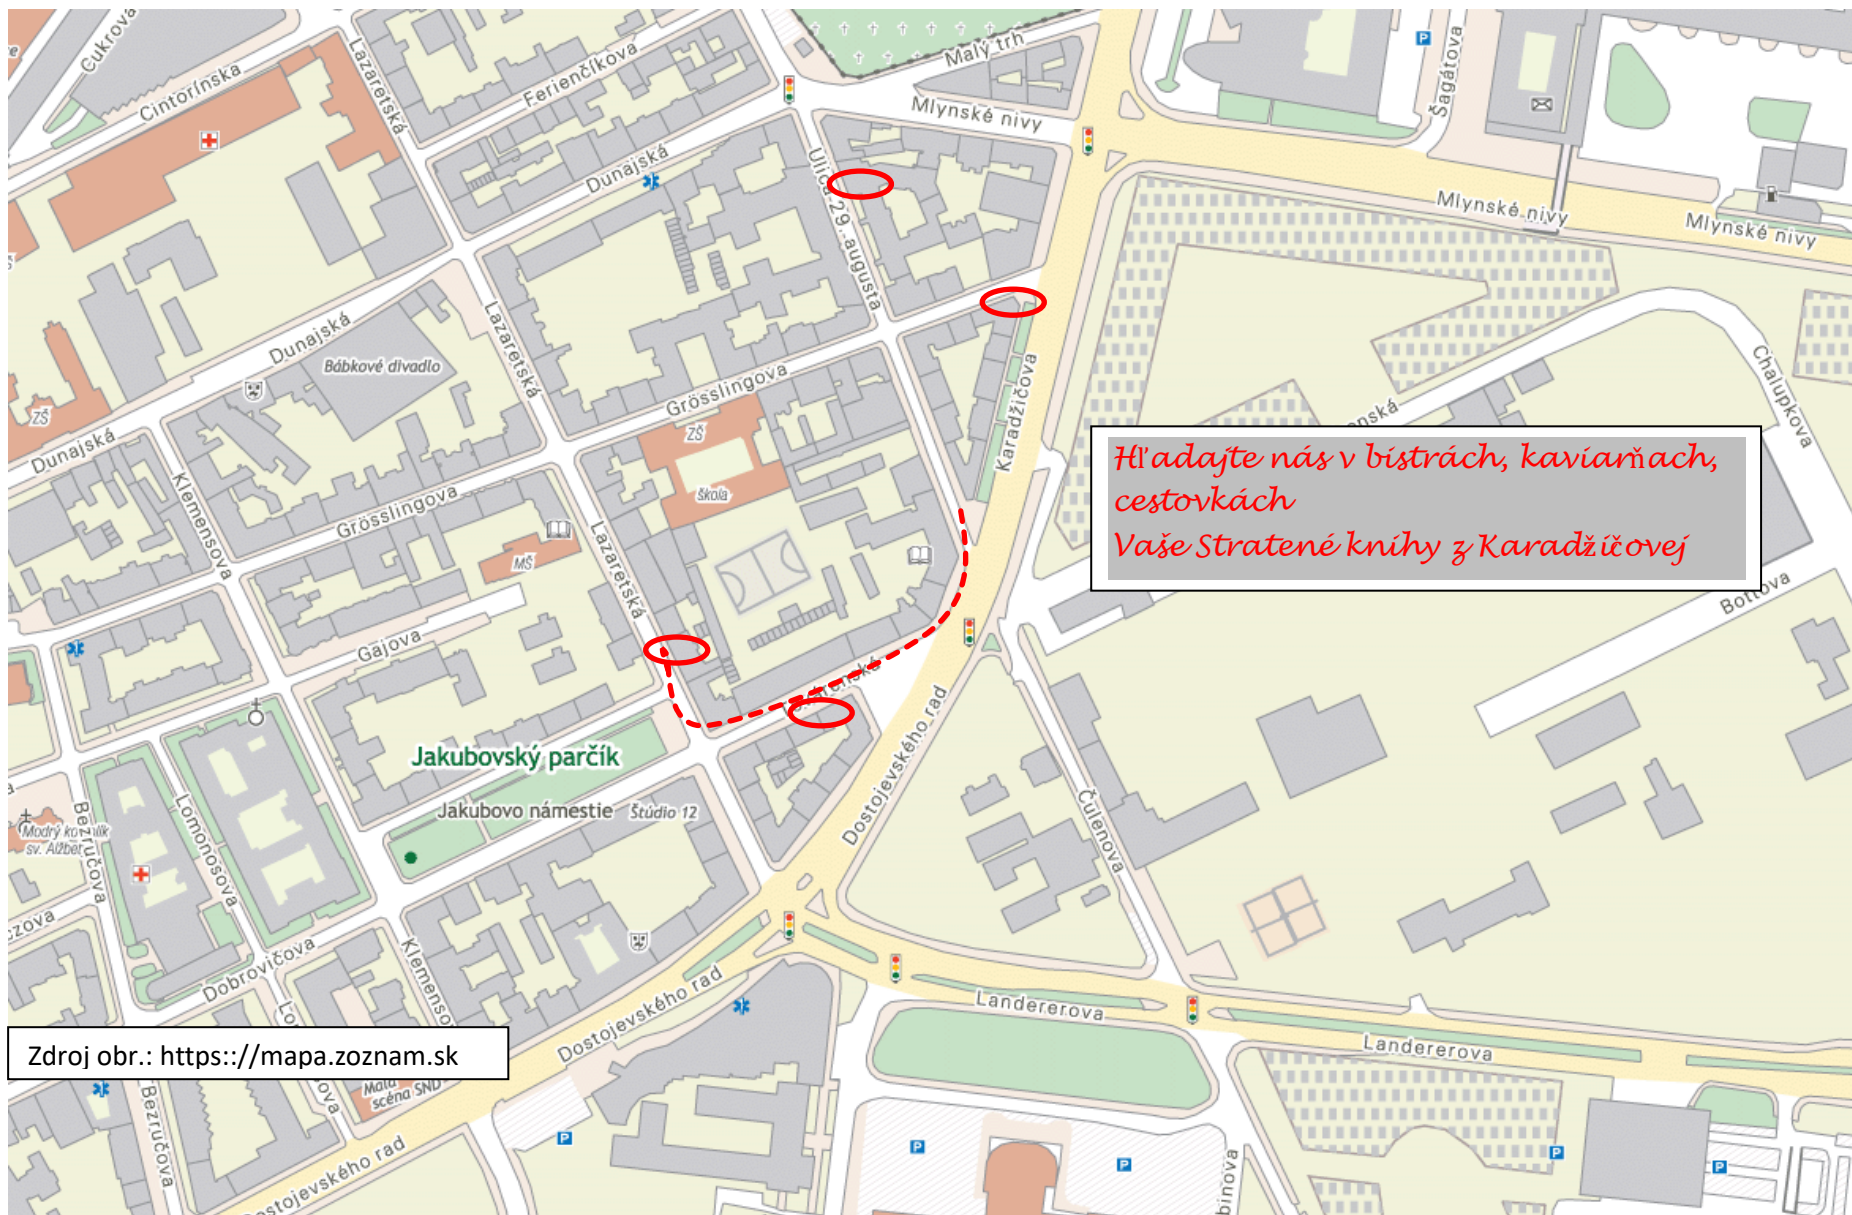 Cukrova
Cintorínska
Lazaretská
Ferienčíkova
Malý trh
Mlynské nivy
Šagátova
Dunajská
Ulica 29. augusta
Mlynské nivy
Mlynské nivy
Dunajská
Bábkové divadlo
Lazaretská
Grösslingova
Karadžičova
Chalupkova
ZŠ
ZŠ
škola
Dunajská
Klemensova
Grösslingova
MŠ
Lazaretská
Hľadajte nás v bistrách, kaviarňach,
cestovkách
Vaše Stratené knihy z Karadžičovej
Bottova
Gajova
Jakubovský parčík
Jakubovo námestie
Štúdio 12
Dostojevského rad
Čulenova
Bezručova
Lomonosova
Dobrovičova
Klemensova
Dostojevského rad
Landererova
Landererova
Zdroj obr.: https:://mapa.zoznam.sk
Malá
scéna SND
Bezručova
Dostojevského rad
P
P
P
P
P
P